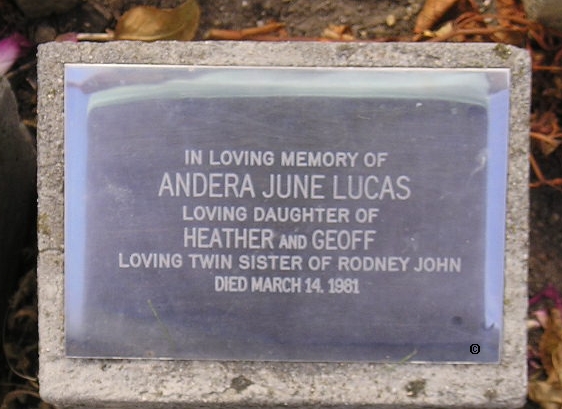 IN LOVING MEMORY OF
ANDERA JUNE LUCAS
LOVING DAUGHTER OF
HEATHER AND GEOFF
LOVING TWIN SISTER OF RODNEY JOHN
DIED MARCH 14. 1981
©